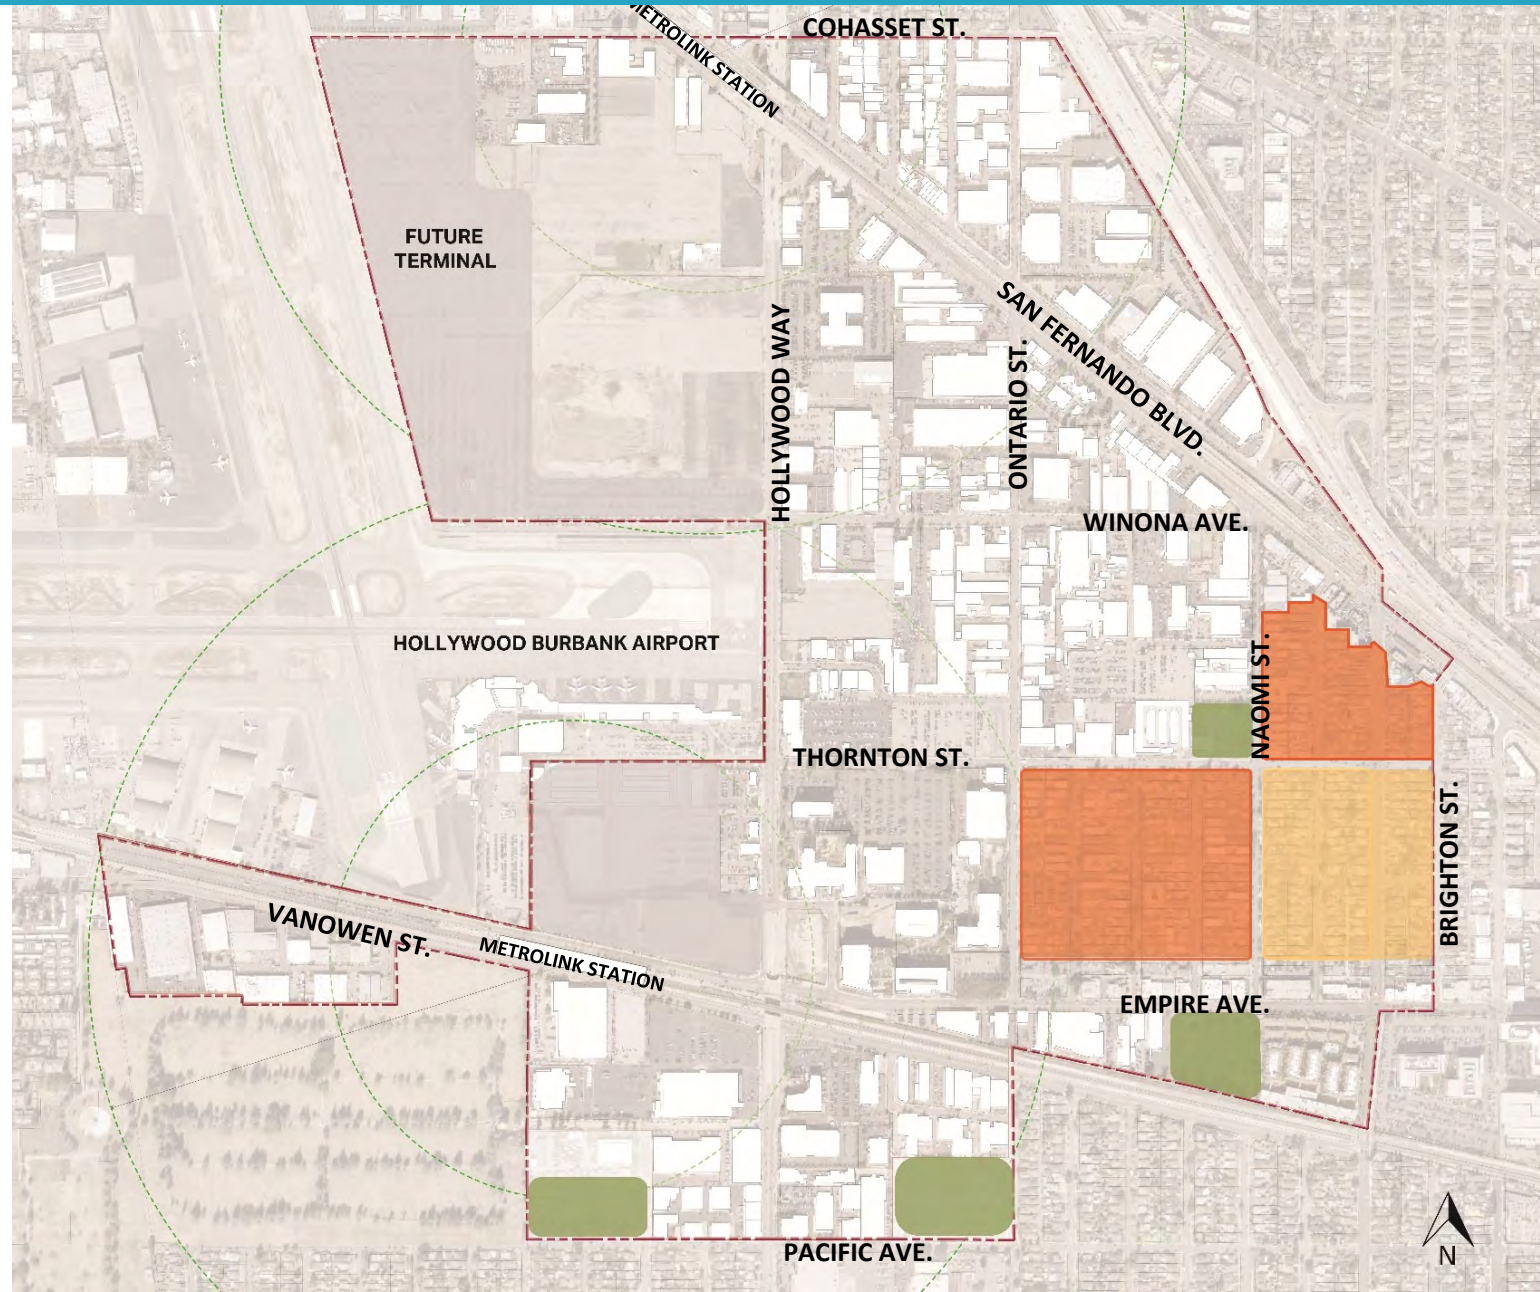 COHASSET ST.
METROLINK STATION
FUTURE
TERMINAL
SAN FERNANDO BLVD.
HOLLYWOOD WAY
ONTARIO ST.
WINONA AVE.
HOLLYWOOD BURBANK AIRPORT
NAOMI ST.
THORNTON ST.
BRIGHTON ST.
VANOWEN ST.
METROLINK STATION
EMPIRE AVE.
PACIFIC AVE.
N